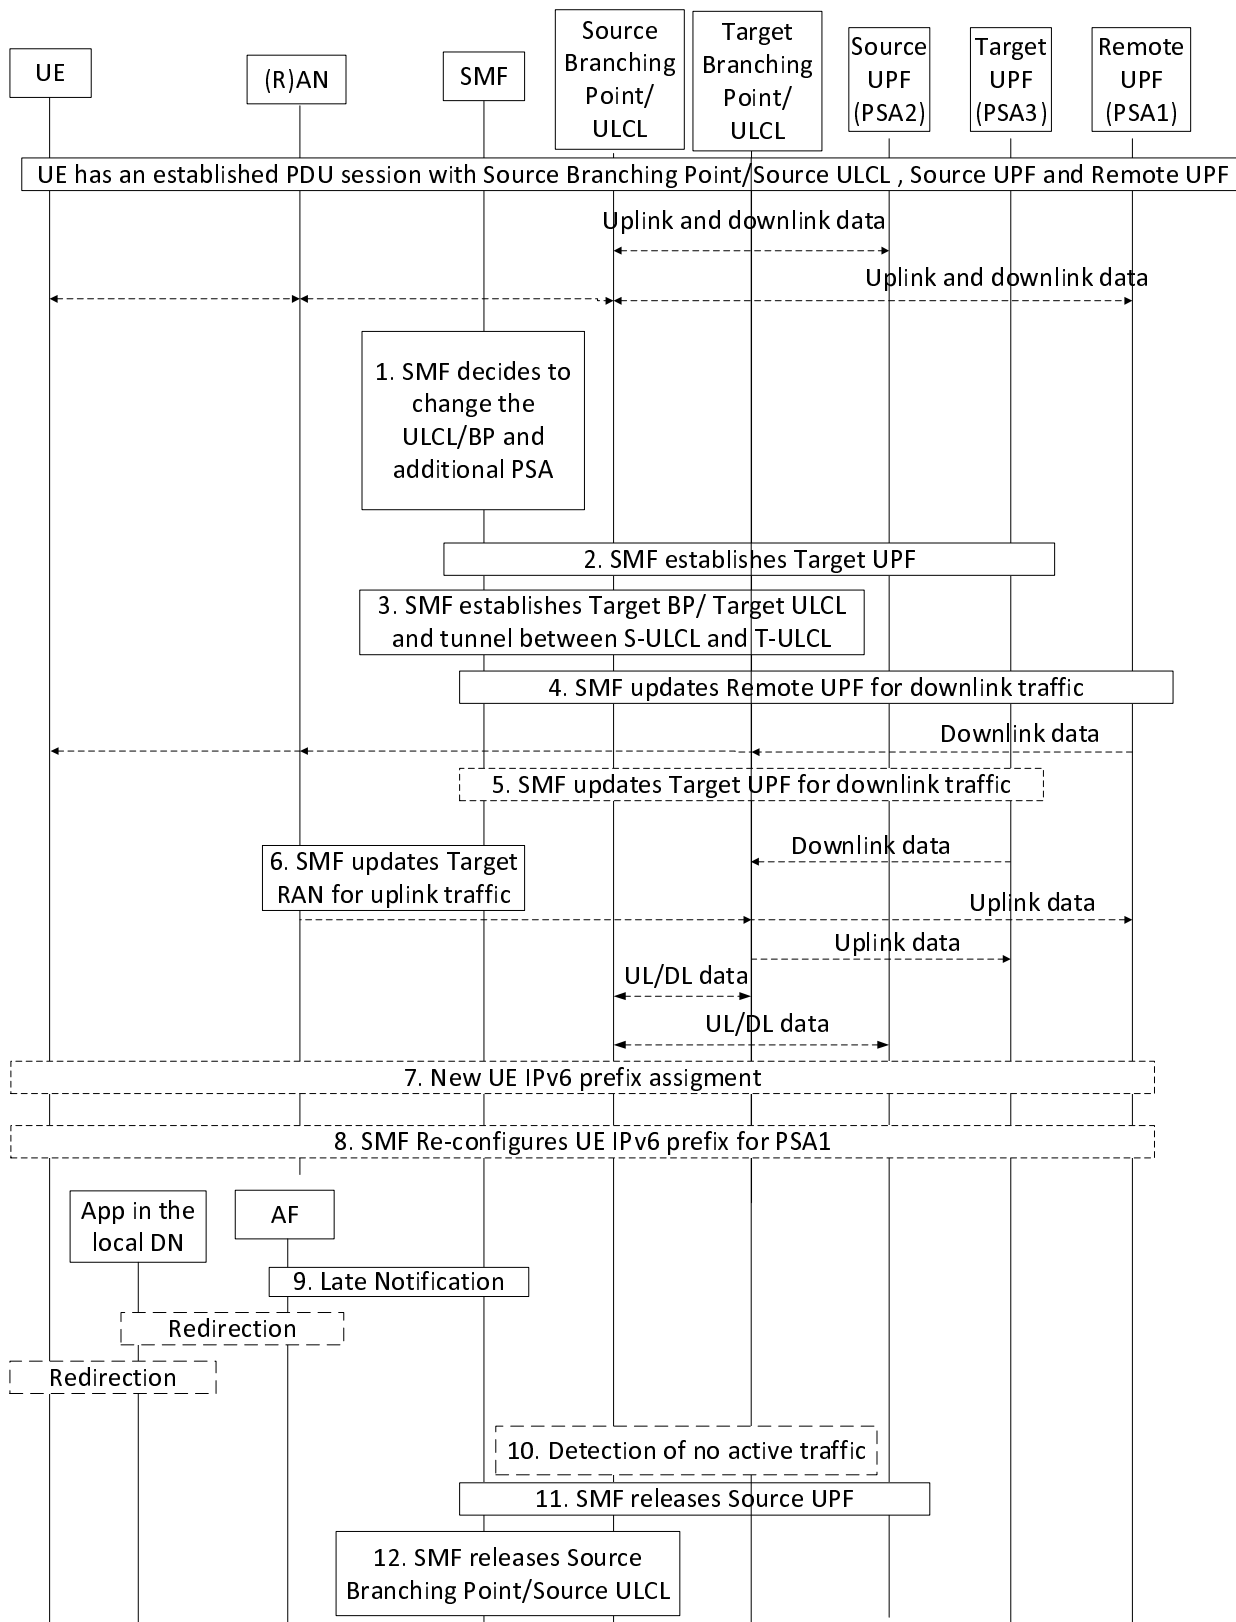 UE
(R)AN
SMF
Source
Branching
Point/
ULCL
Target
Branching
Point/
ULCL
Source
UPF
(PSA2)
Target
UPF
(PSA3)
Remote
UPF
(PSA1)
UE has an established PDU session with Source Branching Point/Source ULCL , Source UPF and Remote UPF
Uplink and downlink data
Uplink and downlink data
1. SMF decides to
change the
ULCL/BP and
additional PSA
2. SMF establishes Target UPF
3. SMF establishes Target BP/ Target ULCL
and tunnel between S-ULCL and T-ULCL
4. SMF updates Remote UPF for downlink traffic
Downlink data
5. SMF updates Target UPF for downlink traffic
Downlink data
6. SMF updates Target
RAN for uplink traffic
Uplink data
Uplink data
UL/DL data
UL/DL data
7. New UE IPv6 prefix assigment
8. SMF Re-configures UE IPv6 prefix for PSA1
App in the
local DN
AF
9. Late Notification
Redirection
Redirection
10. Detection of no active traffic
11. SMF releases Source UPF
12. SMF releases Source
Branching Point/Source ULCL